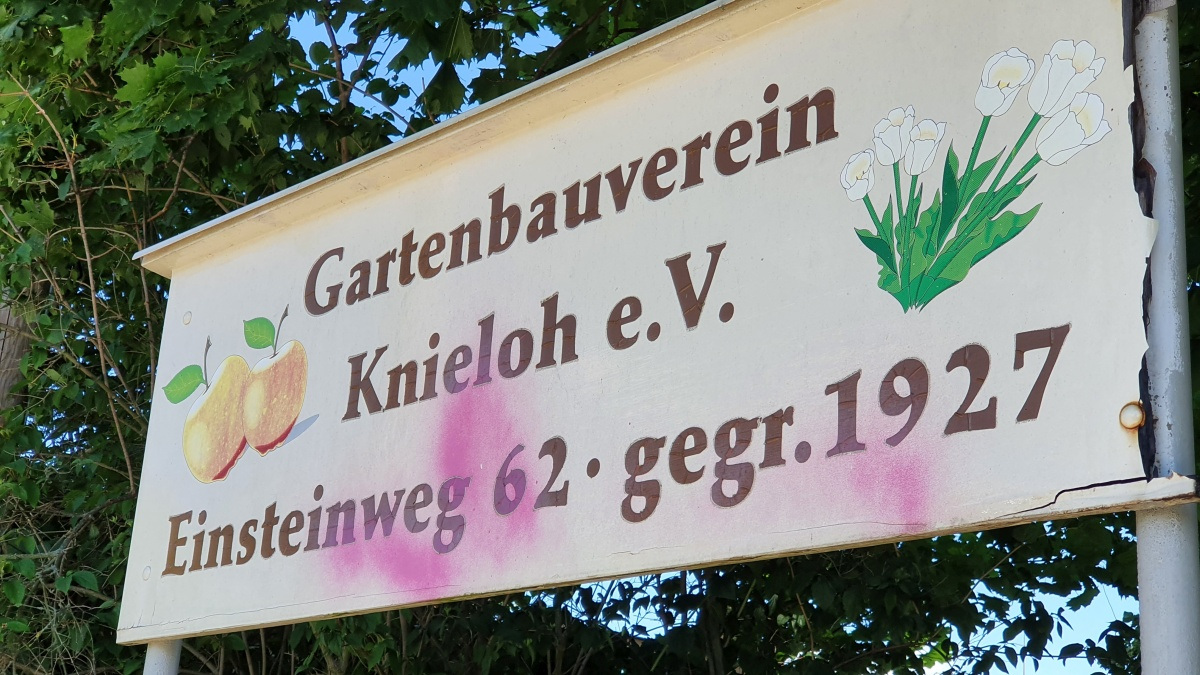 Gartenbauverein
Knieloh e.V.
Einsteinweg 62 · gegr. 1927